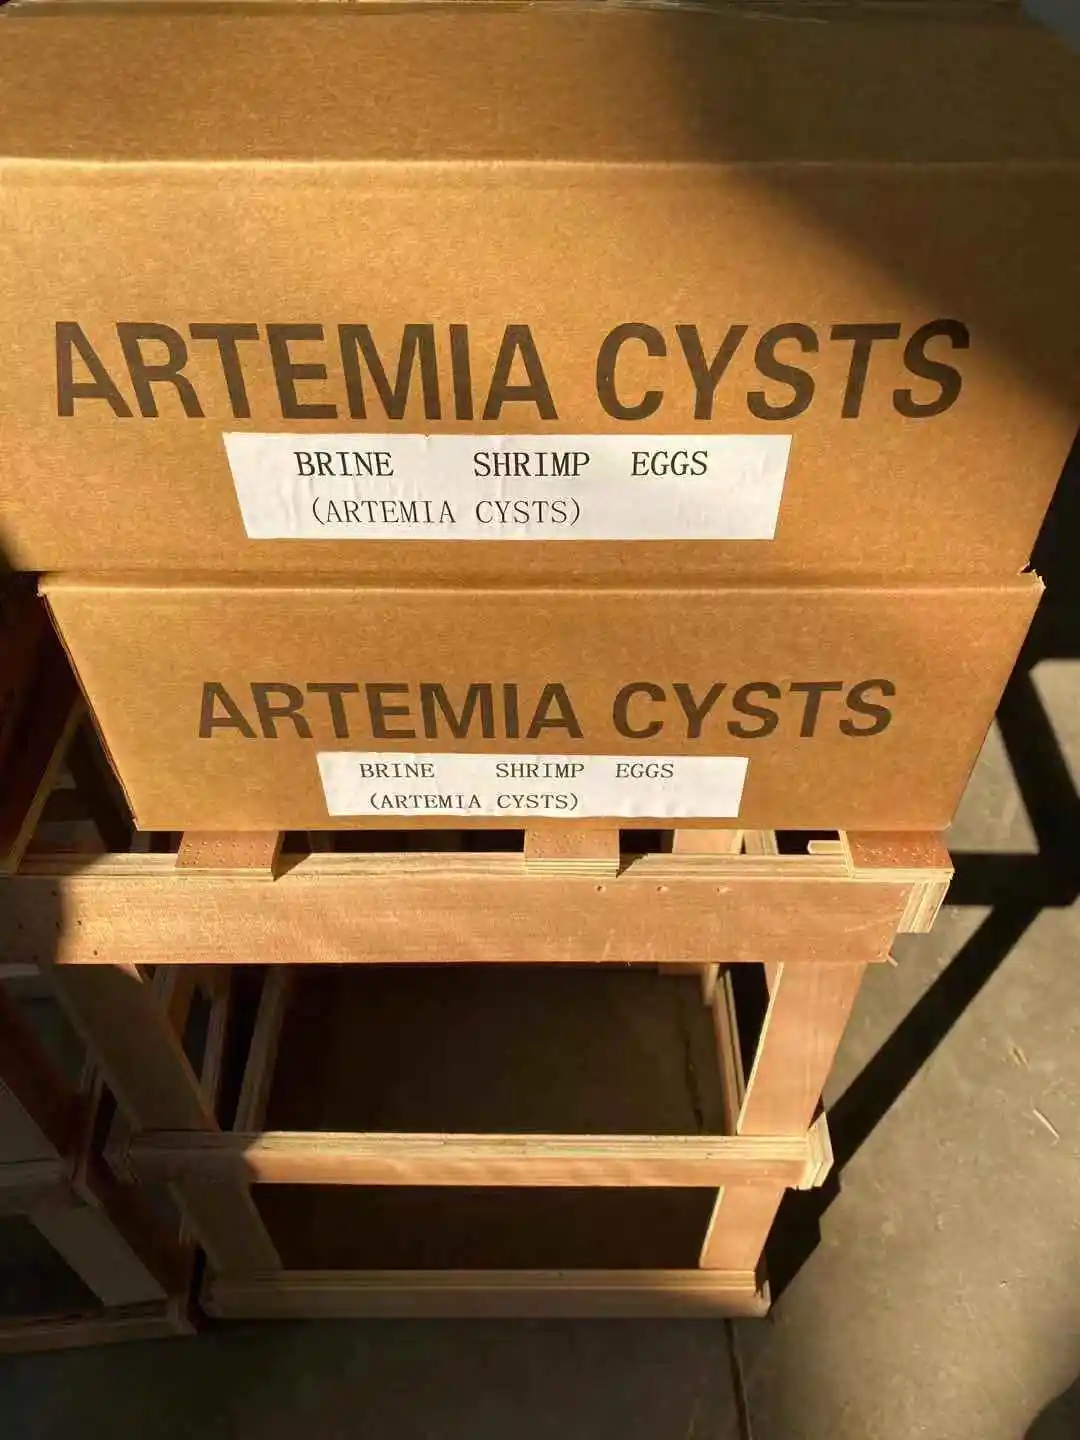 ARTEMIA CYSTS
BRINE SHRIMP EGGS
(ARTEMIA CYSTS)
ARTEMIA CYSTS
BRINE SHRIMP EGGS
(ARTEMIA CYSTS)